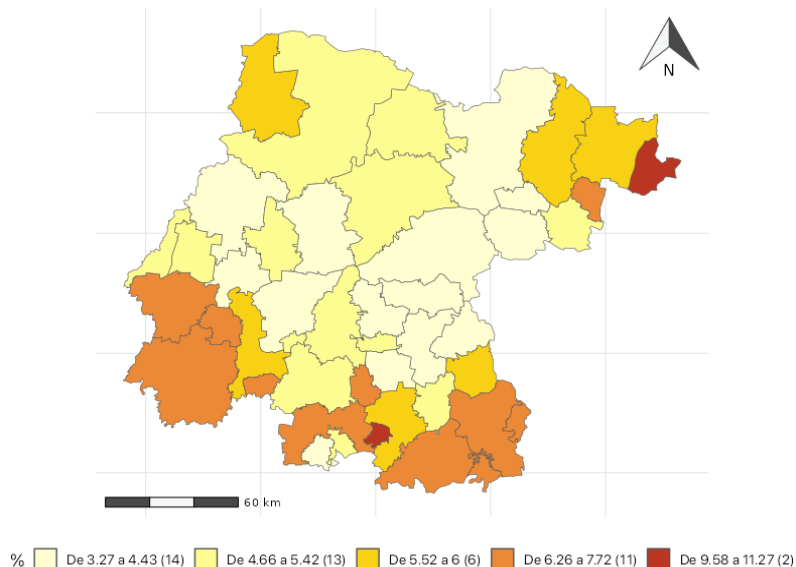 N
60 km
% De 3.27 a 4.43 (14) De 4.66 a 5.42 (13) De 5.52 a 6 (6) De 6.26 a 7.72 (11) De 9.58 a 11.27 (2)